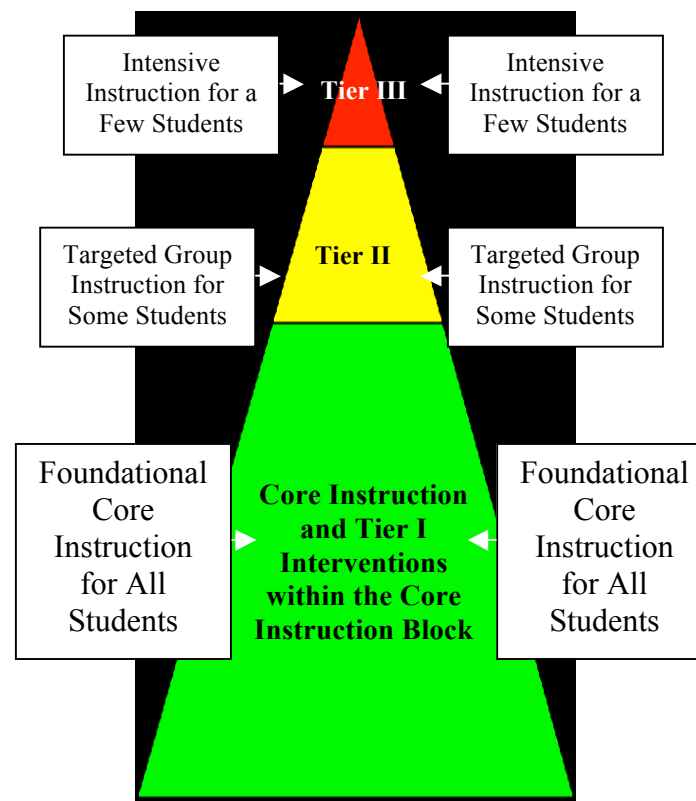 Intensive
Instruction for a
Few Students
Tier III
Intensive
Instruction for a
Few Students
Targeted Group
Instruction for
Some Students
Tier II
Targeted Group
Instruction for
Some Students
Foundational
Core
Instruction
for All
Students
Core Instruction
and Tier I
Interventions
within the Core
Instruction Block
Foundational
Core
Instruction
for All
Students